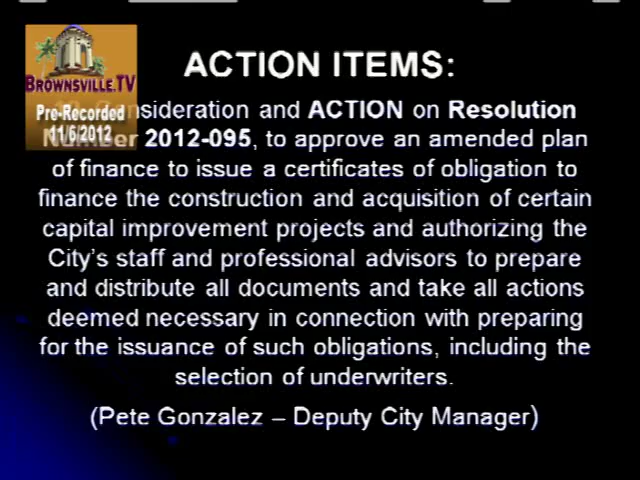 ACTION ITEMS:
BROWNSVILLE.TV
Pre-Recorded
11/6/2012
Consideration and ACTION on Resolution
Number 2012-095, to approve an amended plan
of finance to issue a certificates of obligation to
finance the construction and acquisition of certain
capital improvement projects and authorizing the
City's staff and professional advisors to prepare
and distribute all documents and take all actions
deemed necessary in connection with preparing
for the issuance of such obligations, including the
selection of underwriters.
(Pete Gonzalez – Deputy City Manager)